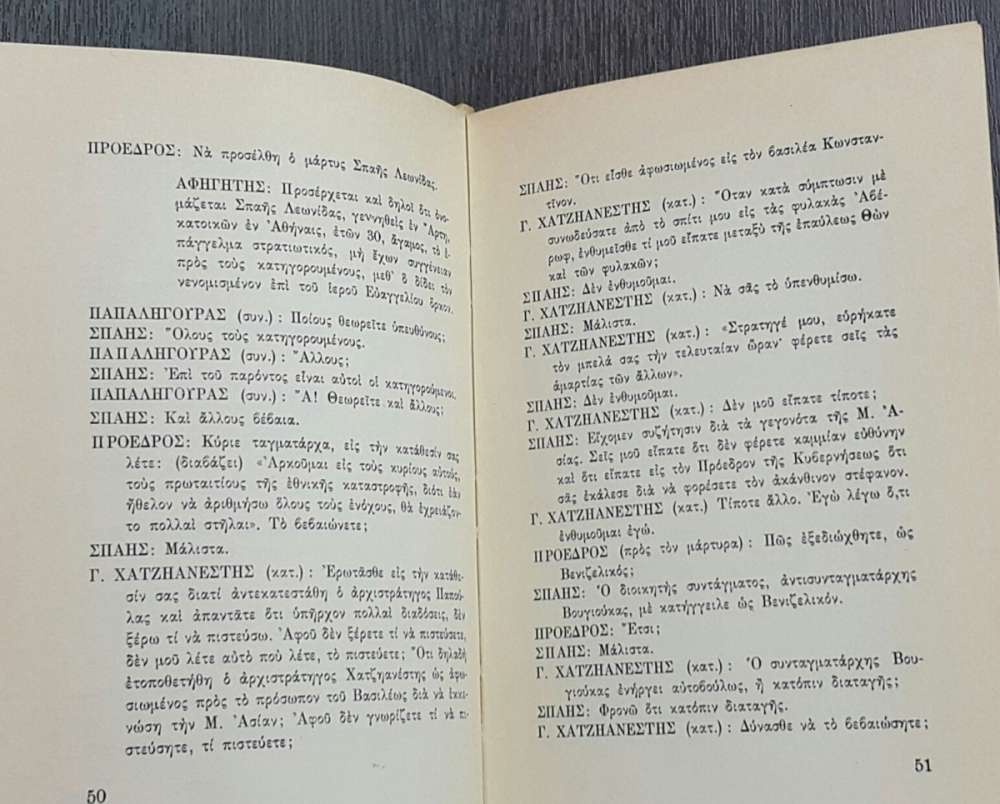 ΠΡΟΕΔΡΟΣ: Νὰ προσέλθη ὁ μάρτυς Σπαῆς Λεωνίδας.
ΑΦΗΓΗΤΗΣ: Προσέρχεται καὶ δηλοῖ ὅτι ὀνο-
μάζεται Σπαῆς Λεωνίδας, γεννηθεὶς ἐν Ἄρτῃ,
κατοικῶν ἐν Ἀθήναις, ἐτῶν 30, ἄγαμος, τὸ ἐ-
πάγγελμα στρατιωτικός, μὴ ἔχων συγγένειαν
πρὸς τοὺς κατηγορουμένους, μεθ' ὃ δίδει τὸν
νενομισμένον ἐπὶ τοῦ ἱεροῦ Εὐαγγελίου ὅρκον.
ΠΑΠΑΛΗΓΟΥΡΑΣ (συν.): Ποίους θεωρεῖτε ὑπευθύνους;
ΣΠΑΗΣ: Ὅλους τοὺς κατηγορουμένους.
ΠΑΠΑΛΗΓΟΥΡΑΣ (συν.): Ἄλλους;
ΣΠΑΗΣ: Ἐπὶ τοῦ παρόντος εἶναι αὐτοὶ οἱ κατηγορούμενοι.
ΠΑΠΑΛΗΓΟΥΡΑΣ (συν.): Ἄ! Θεωρεῖτε καὶ ἄλλους;
ΣΠΑΗΣ: Καὶ ἄλλους βέβαια.
ΠΡΟΕΔΡΟΣ: Κύριε ταγματάρχα, εἰς τὴν κατάθεσίν σας
λέτε: (διαβάζει) «Ἀρκοῦμαι εἰς τοὺς κυρίους αὐτούς,
τοὺς πρωταιτίους τῆς ἐθνικῆς καταστροφῆς, διότι ἐὰν
ἤθελον νὰ ἀριθμήσω ὅλους τοὺς ἐνόχους, θὰ ἐχρειάζον-
το πολλαὶ στῆλαι». Τὸ βεβαιώνετε;
ΣΠΑΗΣ: Μάλιστα.
Γ. ΧΑΤΖΗΑΝΕΣΤΗΣ (κατ.): Ἐρωτᾶσθε εἰς τὴν κατάθε-
σίν σας διατί ἀντεκατεστάθη ὁ ἀρχιστράτηγος Παπού-
λας καὶ ἀπαντᾶτε ὅτι ὑπῆρχον πολλαὶ διαδόσεις, δὲν
ξέρω τί νὰ πιστεύσω. Ἀφοῦ δὲν ξέρετε τί νὰ πιστεύσετε,
δὲν μοῦ λέτε αὐτὸ ποὺ λέτε, τὸ πιστεύετε; Ὅτι δηλαδὴ
ἐτοποθετήθη ὁ ἀρχιστράτηγος Χατζηανέστης ὡς ἀφω-
σιωμένος πρὸς τὸ πρόσωπον τοῦ Βασιλέως διὰ νὰ ἐκκε-
νώση τὴν Μ. Ἀσίαν; Ἀφοῦ δὲν γνωρίζετε τί νὰ πι-
στεύσητε, τί πιστεύετε;
50
ΣΠΑΗΣ: Ὅτι εἶσθε ἀφωσιωμένος εἰς τὸν βασιλέα Κωνσταν-
τῖνον.
Γ. ΧΑΤΖΗΑΝΕΣΤΗΣ (κατ.): Ὅταν κατὰ σύμπτωσιν μὲ
συνωδεύσατε ἀπὸ τὸ σπίτι μου εἰς τὰς φυλακὰς Ἀβέ-
ρωφ, ἐνθυμεῖσθε τί μοῦ εἴπατε μεταξὺ τῆς ἐπαύλεως Θὼν
καὶ τῶν φυλακῶν;
ΣΠΑΗΣ: Δὲν ἐνθυμοῦμαι.
Γ. ΧΑΤΖΗΑΝΕΣΤΗΣ (κατ.): Νὰ σᾶς τὸ ὑπενθυμίσω.
ΣΠΑΗΣ: Μάλιστα.
Γ. ΧΑΤΖΗΑΝΕΣΤΗΣ (κατ.): «Στρατηγέ μου, εὑρήκατε
τὸν μπελά σας τὴν τελευταίαν ὥραν· φέρετε σεῖς τὰς
ἁμαρτίας τῶν ἄλλων».
ΣΠΑΗΣ: Δὲν ἐνθυμοῦμαι.
Γ. ΧΑΤΖΗΑΝΕΣΤΗΣ (κατ.): Δὲν μοῦ εἴπατε τίποτε;
ΣΠΑΗΣ: Εἴχομεν συζήτησιν διὰ τὰ γεγονότα τῆς Μ. Ἀ-
σίας. Σεῖς μοῦ εἴπατε ὅτι δὲν φέρετε καμμίαν εὐθύνην
καὶ ὅτι εἴπατε εἰς τὸν Πρόεδρον τῆς Κυβερνήσεως ὅτι
σᾶς ἐκάλεσε διὰ νὰ φορέσετε τὸν ἀκάνθινον στέφανον.
Γ. ΧΑΤΖΗΑΝΕΣΤΗΣ (κατ.) Τίποτε ἄλλο. Ἐγὼ λέγω ὅ,τι
ἐνθυμοῦμαι ἐγώ.
ΠΡΟΕΔΡΟΣ (πρὸς τὸν μάρτυρα): Πῶς ἐξεδιώχθητε, ὡς
Βενιζελικός;
ΣΠΑΗΣ: Ὁ διοικητὴς συντάγματος, ἀντισυνταγματάρχης
Βουγιούκας, μὲ κατήγγειλε ὡς Βενιζελικόν.
ΠΡΟΕΔΡΟΣ: Ἔτσι;
ΣΠΑΗΣ: Μάλιστα.
Γ. ΧΑΤΖΗΑΝΕΣΤΗΣ (κατ.): Ὁ συνταγματάρχης Βου-
γιούκας ἐνήργει αὐτοβούλως, ἢ κατόπιν διαταγῆς;
ΣΠΑΗΣ: Φρονῶ ὅτι κατόπιν διαταγῆς.
Γ. ΧΑΤΖΗΑΝΕΣΤΗΣ (κατ.): Δύνασθε νὰ τὸ βεβαιώσητε;
51